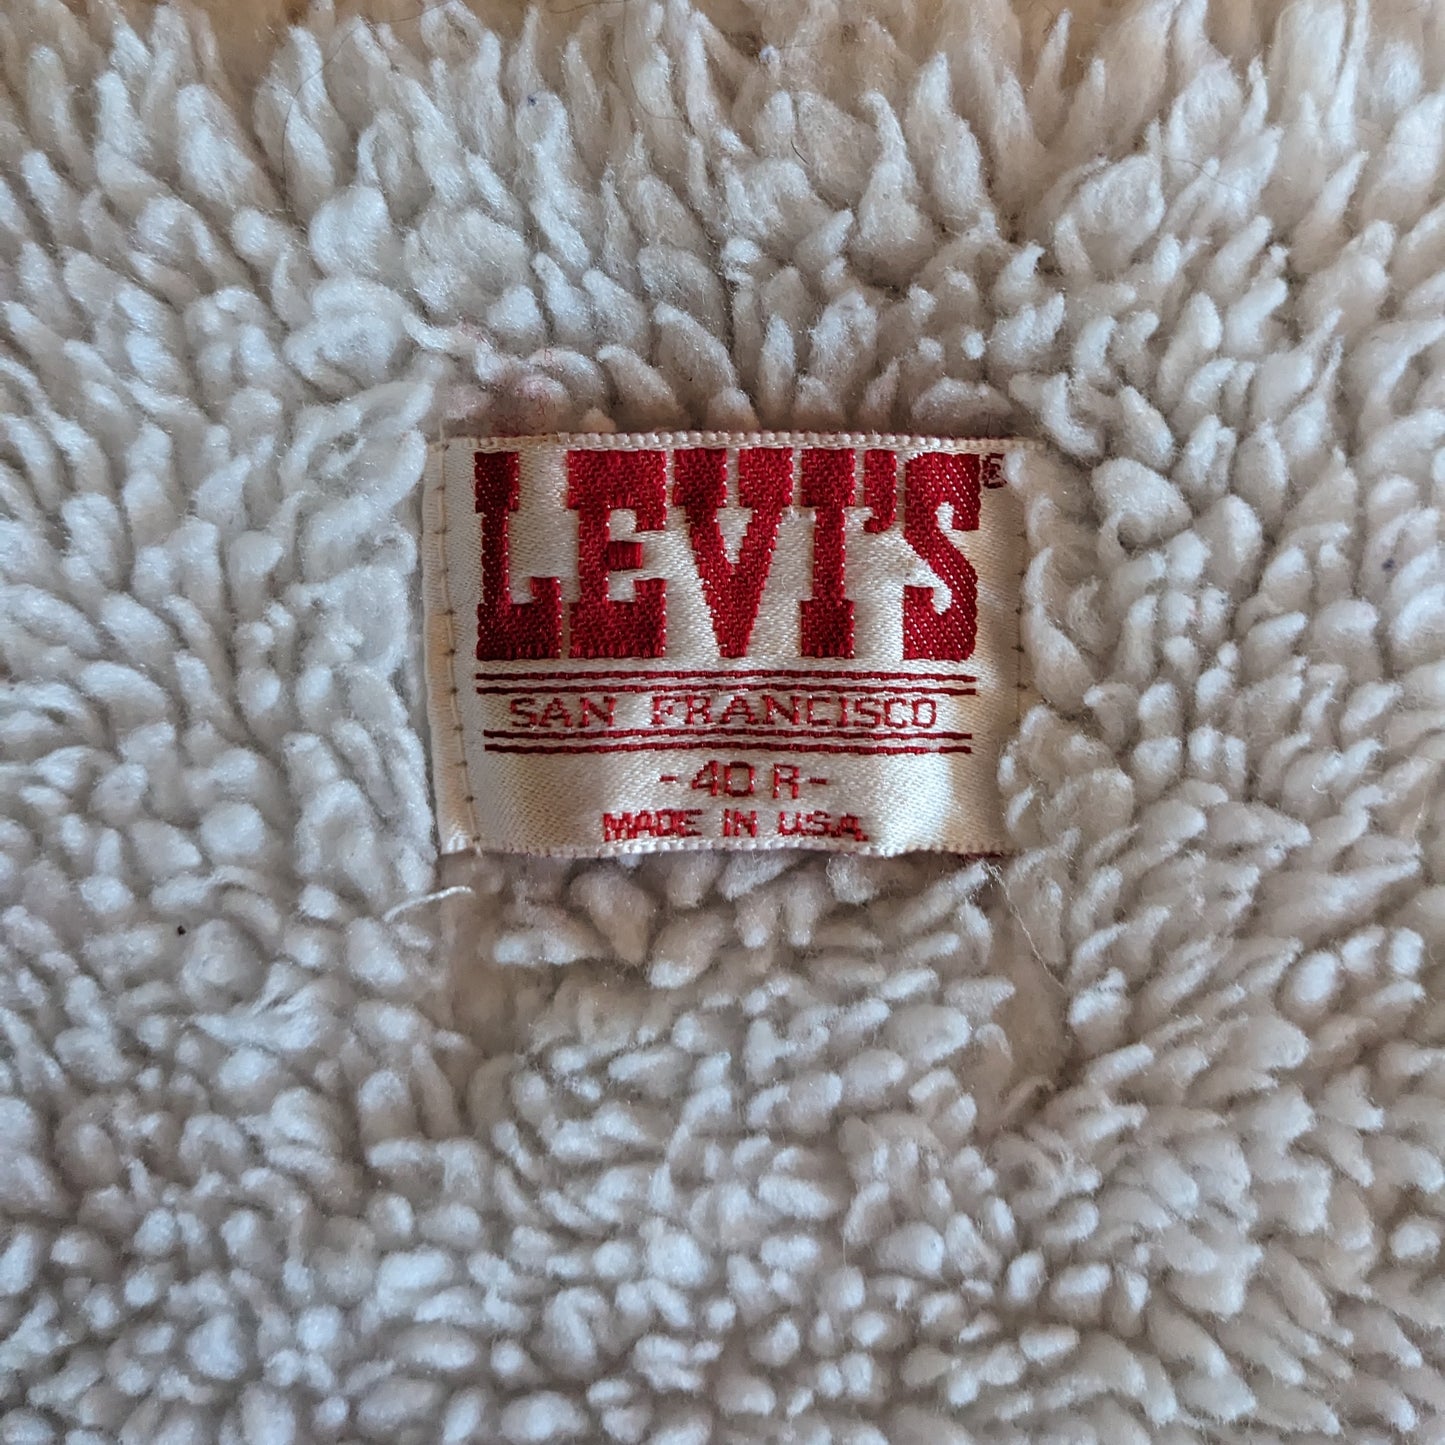 LEVI'S®
SAN FRANCISCO
-40 R-
MADE IN U.S.A.